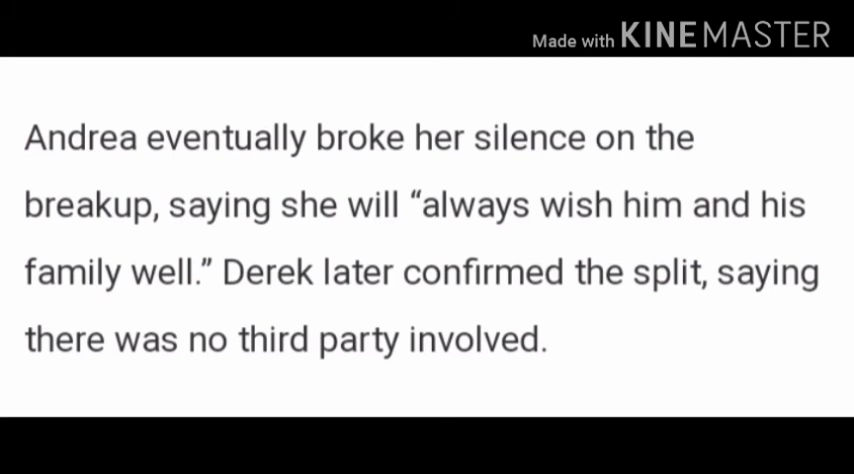 Made with KINEMASTER
Andrea eventually broke her silence on the
breakup, saying she will “always wish him and his
family well.” Derek later confirmed the split, saying
there was no third party involved.